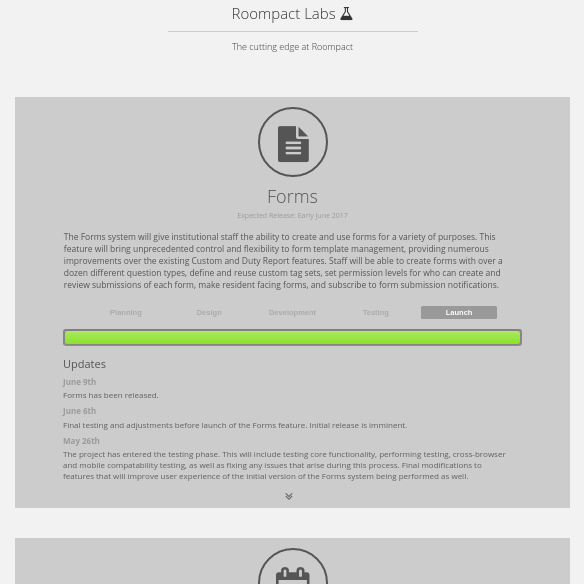 Roompact Labs
The cutting edge at Roompact
Forms
Expected Release: Early June 2017
The Forms system will give institutional staff the ability to create and use forms for a variety of purposes. This
feature will bring unprecedented control and flexibility to form template management, providing numerous
improvements over the existing Custom and Duty Report features. Staff will be able to create forms with over a
dozen different question types, define and reuse custom tag sets, set permission levels for who can create and
review submissions of each form, make resident facing forms, and subscribe to form submission notifications.
Planning Design Development Testing Launch
Updates
June 9th
Forms has been released.
June 6th
Final testing and adjustments before launch of the Forms feature. Initial release is imminent.
May 26th
The project has entered the testing phase. This will include testing core functionality, performing testing, cross-browser
and mobile compatability testing, as well as fixing any issues that arise during this process. Final modifications to
features that will improve user experience of the initial version of the Forms system being performed as well.